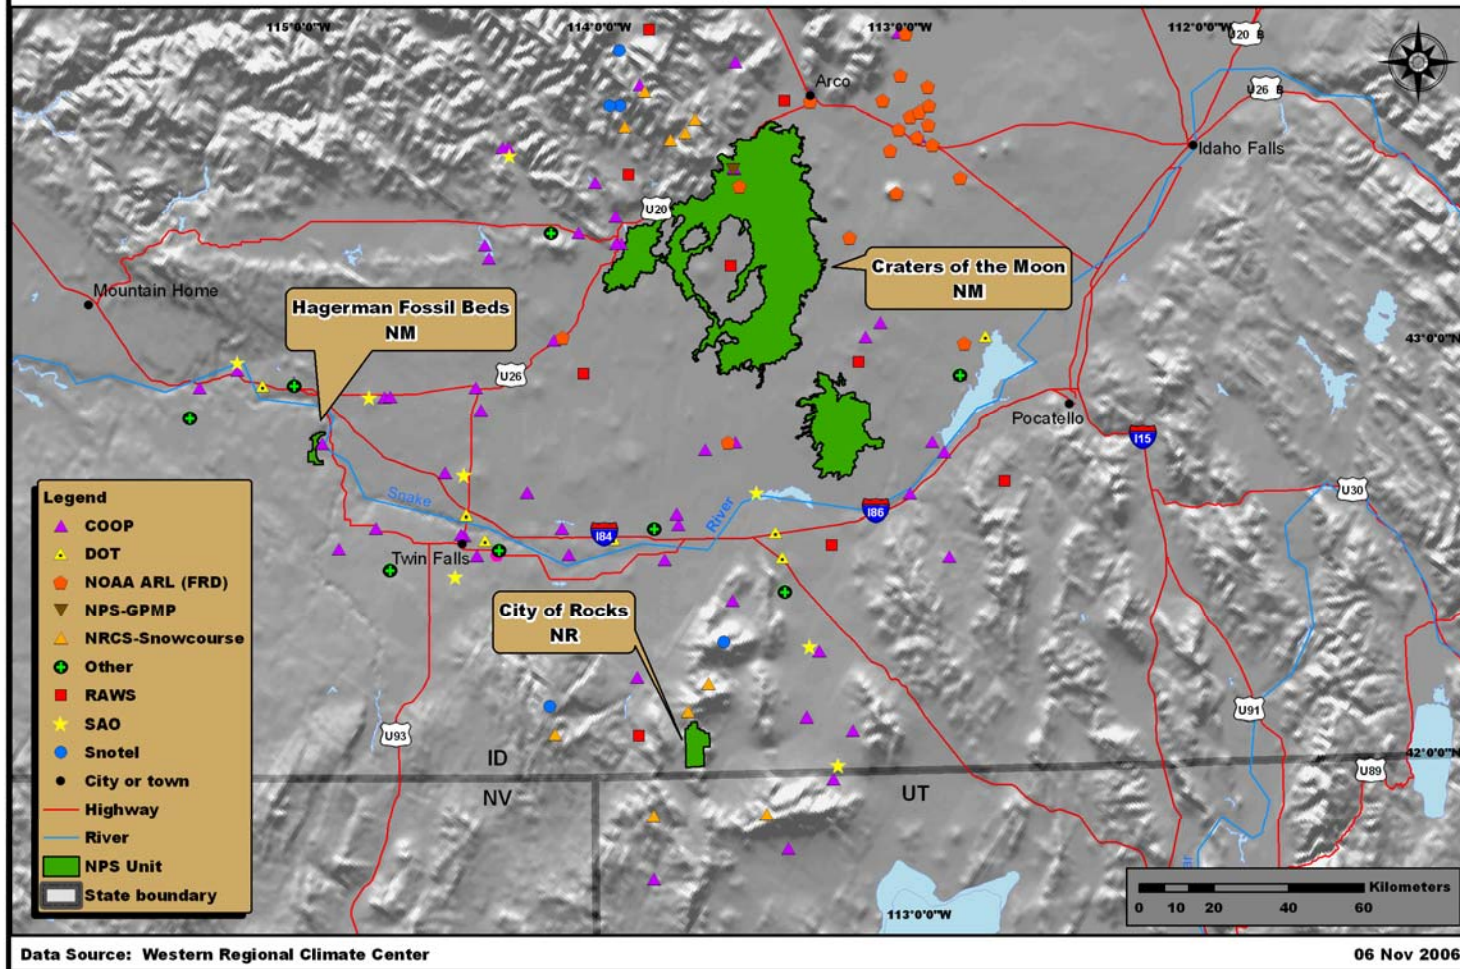 115°0'0"W
114°0'0"W
113°0'0"W
112°0'0"W
U20 B
Arco
U26 B
Idaho Falls
U20
Craters of the Moon
NM
Mountain Home
Hagerman Fossil Beds
NM
43°0'0"N
U26
Pocatello
I15
Legend
COOP
DOT
NOAA ARL (FRD)
NPS-GPMP
NRCS-Snowcourse
Other
RAWS
SAO
Snotel
City or town
Highway
River
NPS Unit
State boundary
Snake
River
I86
U30
I84
Twin Falls
City of Rocks
NR
U93
U91
ID
42°0'0"N
NV
UT
U89
113°0'0"W
Kilometers
0 10 20 40 60
Data Source: Western Regional Climate Center
06 Nov 2006